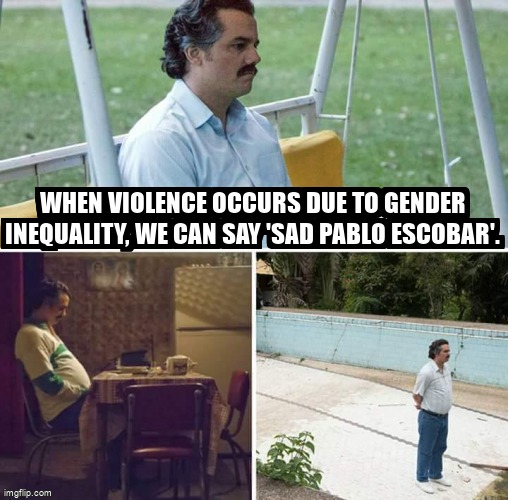 WHEN VIOLENCE OCCURS DUE TO GENDER
INEQUALITY, WE CAN SAY 'SAD PABLO ESCOBAR'.
imgflip.com